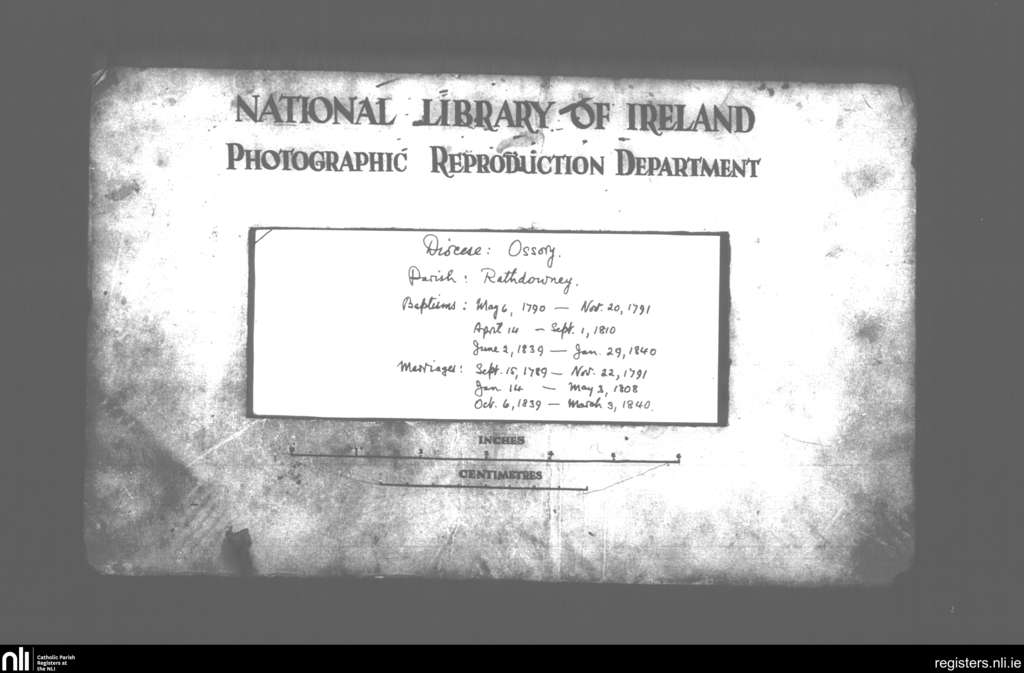 NATIONAL LIBRARY OF IRELAND
PHOTOGRAPHIC REPRODUCTION DEPARTMENT
Diocese: Ossory.
Parish: Rathdowney.
Baptisms: May 6, 1790 — Nov. 20, 1791
April 14 — Sept. 1, 1810
June 2, 1839 — Jan. 29, 1840
Marriages: Sept. 15, 1789 — Nov. 22, 1791
Jan. 14 — May 3, 1808
Oct. 6, 1839 — March 3, 1840.
INCHES
CENTIMETRES
nli Catholic Parish
Registers at
the NLI
registers.nli.ie